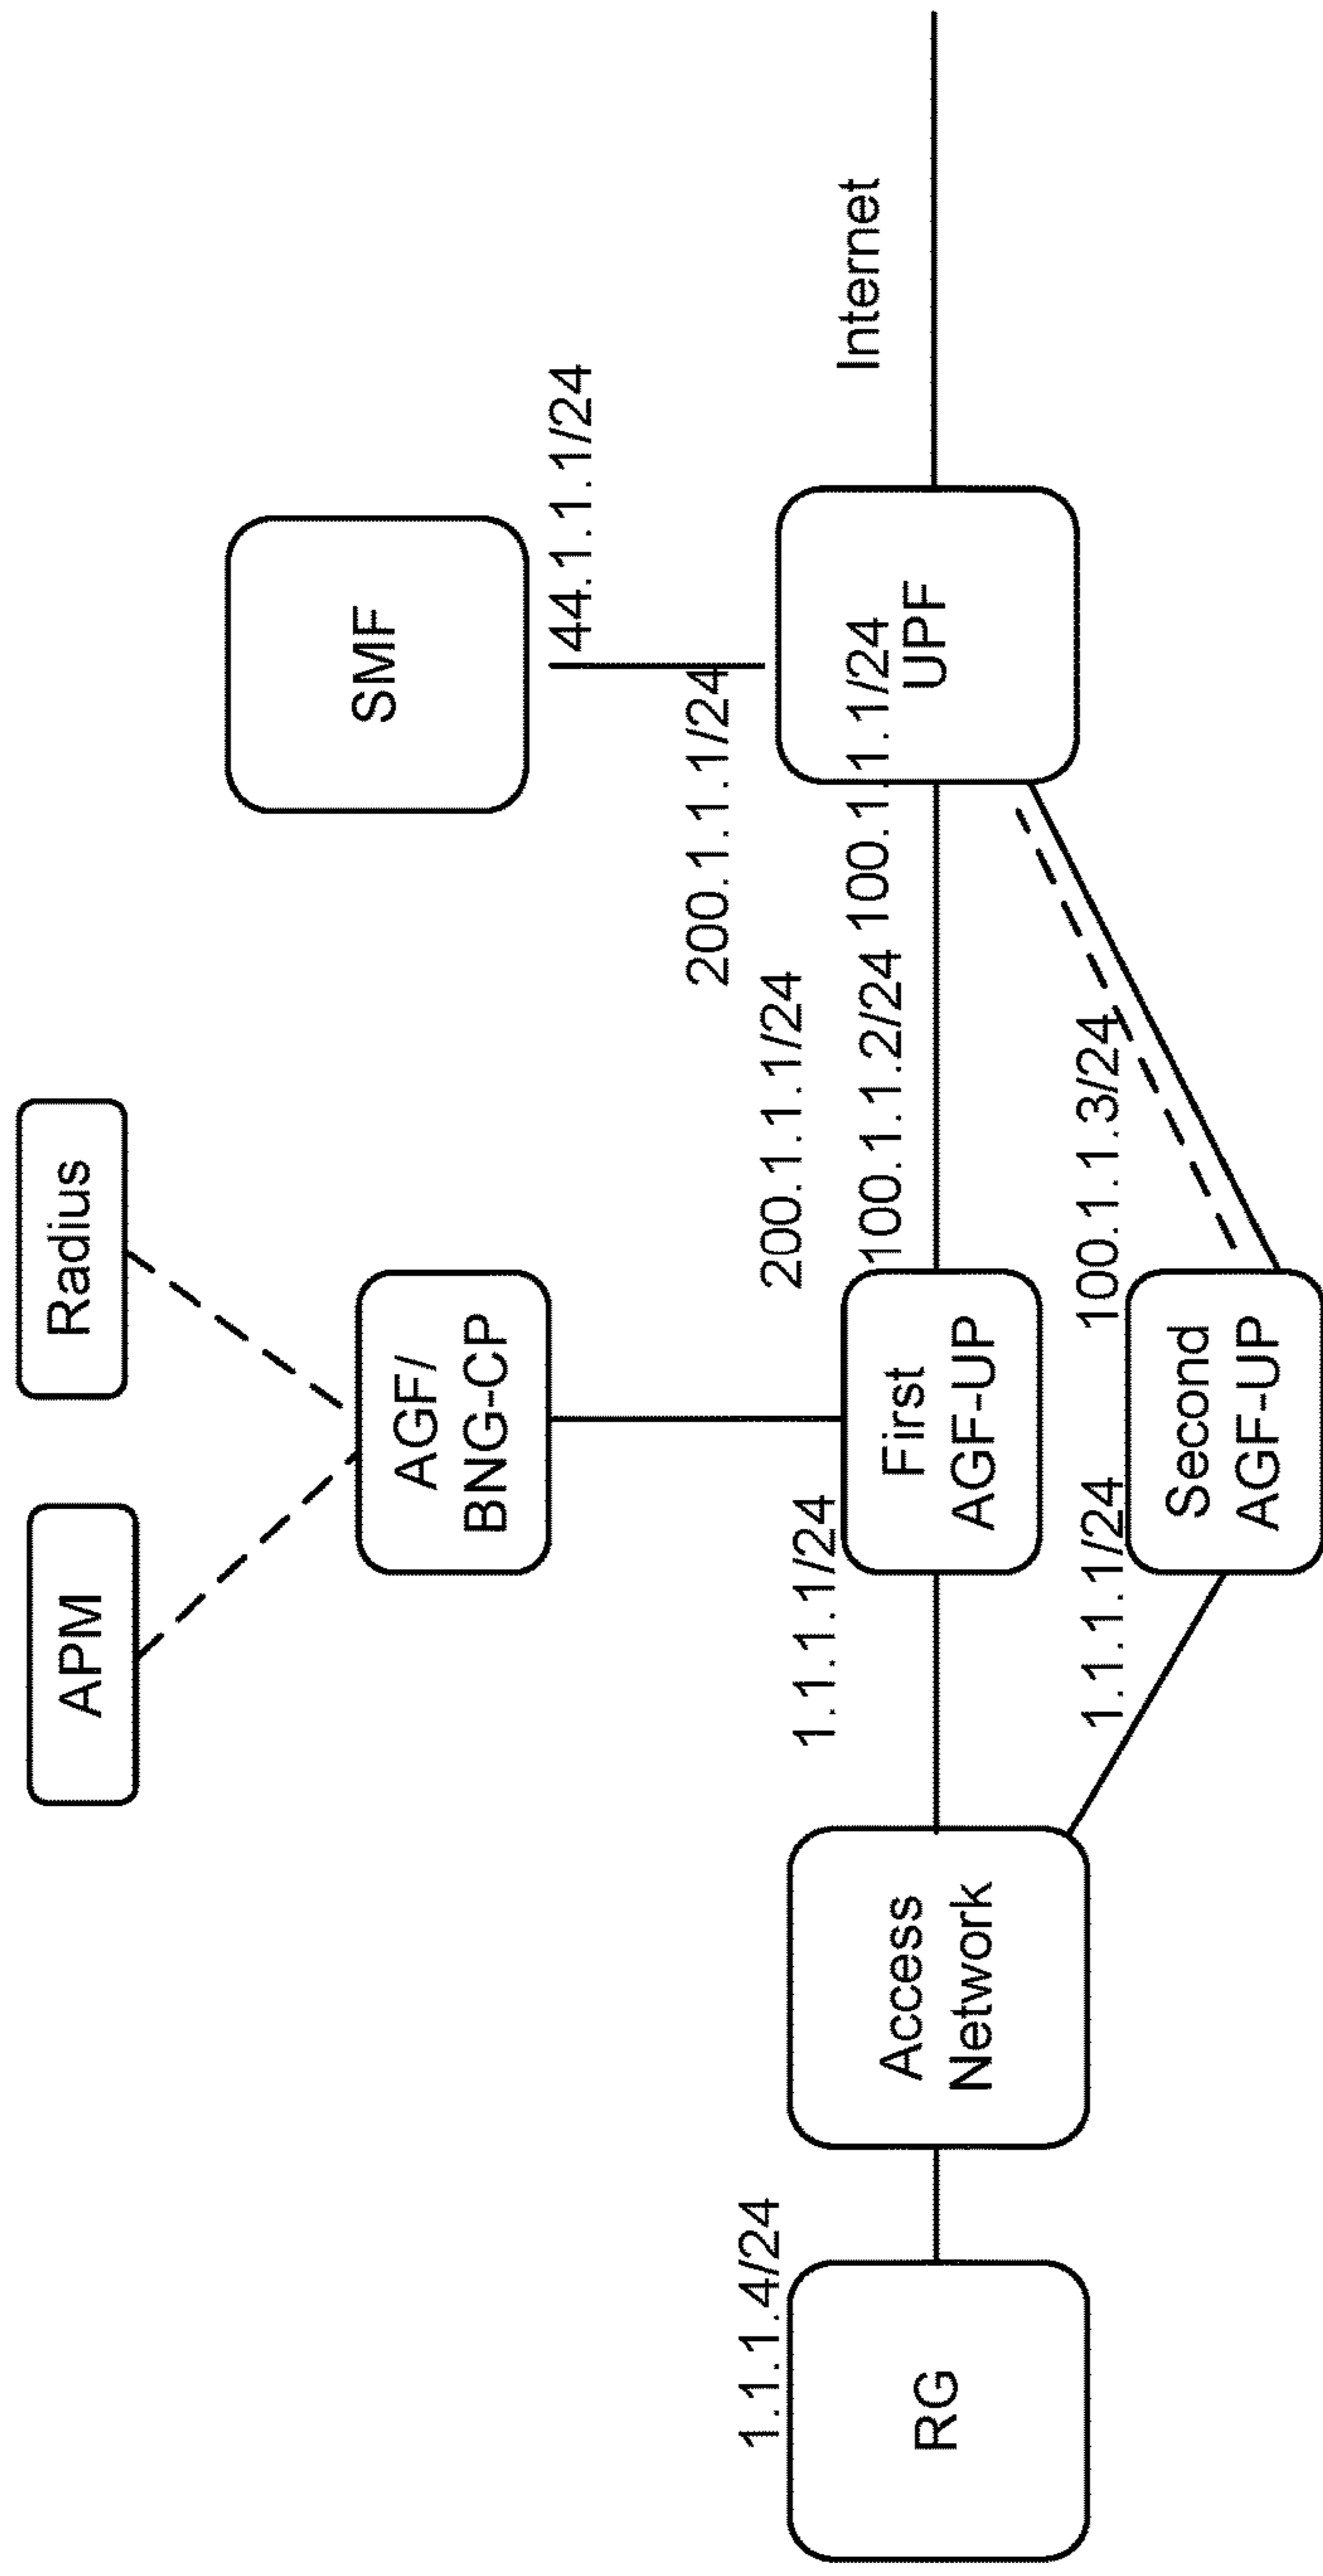 APM
Radius
AGF/
BNG-CP
SMF
44.1.1.1/24
200.1.1.1/24
200.1.1.1/24
1.1.1.4/24
1.1.1.1/24
100.1.1.2/24
100.1.1.1/24
Internet
RG
Access
Network
First
AGF-UP
UPF
1.1.1.1/24
100.1.1.3/24
Second
AGF-UP